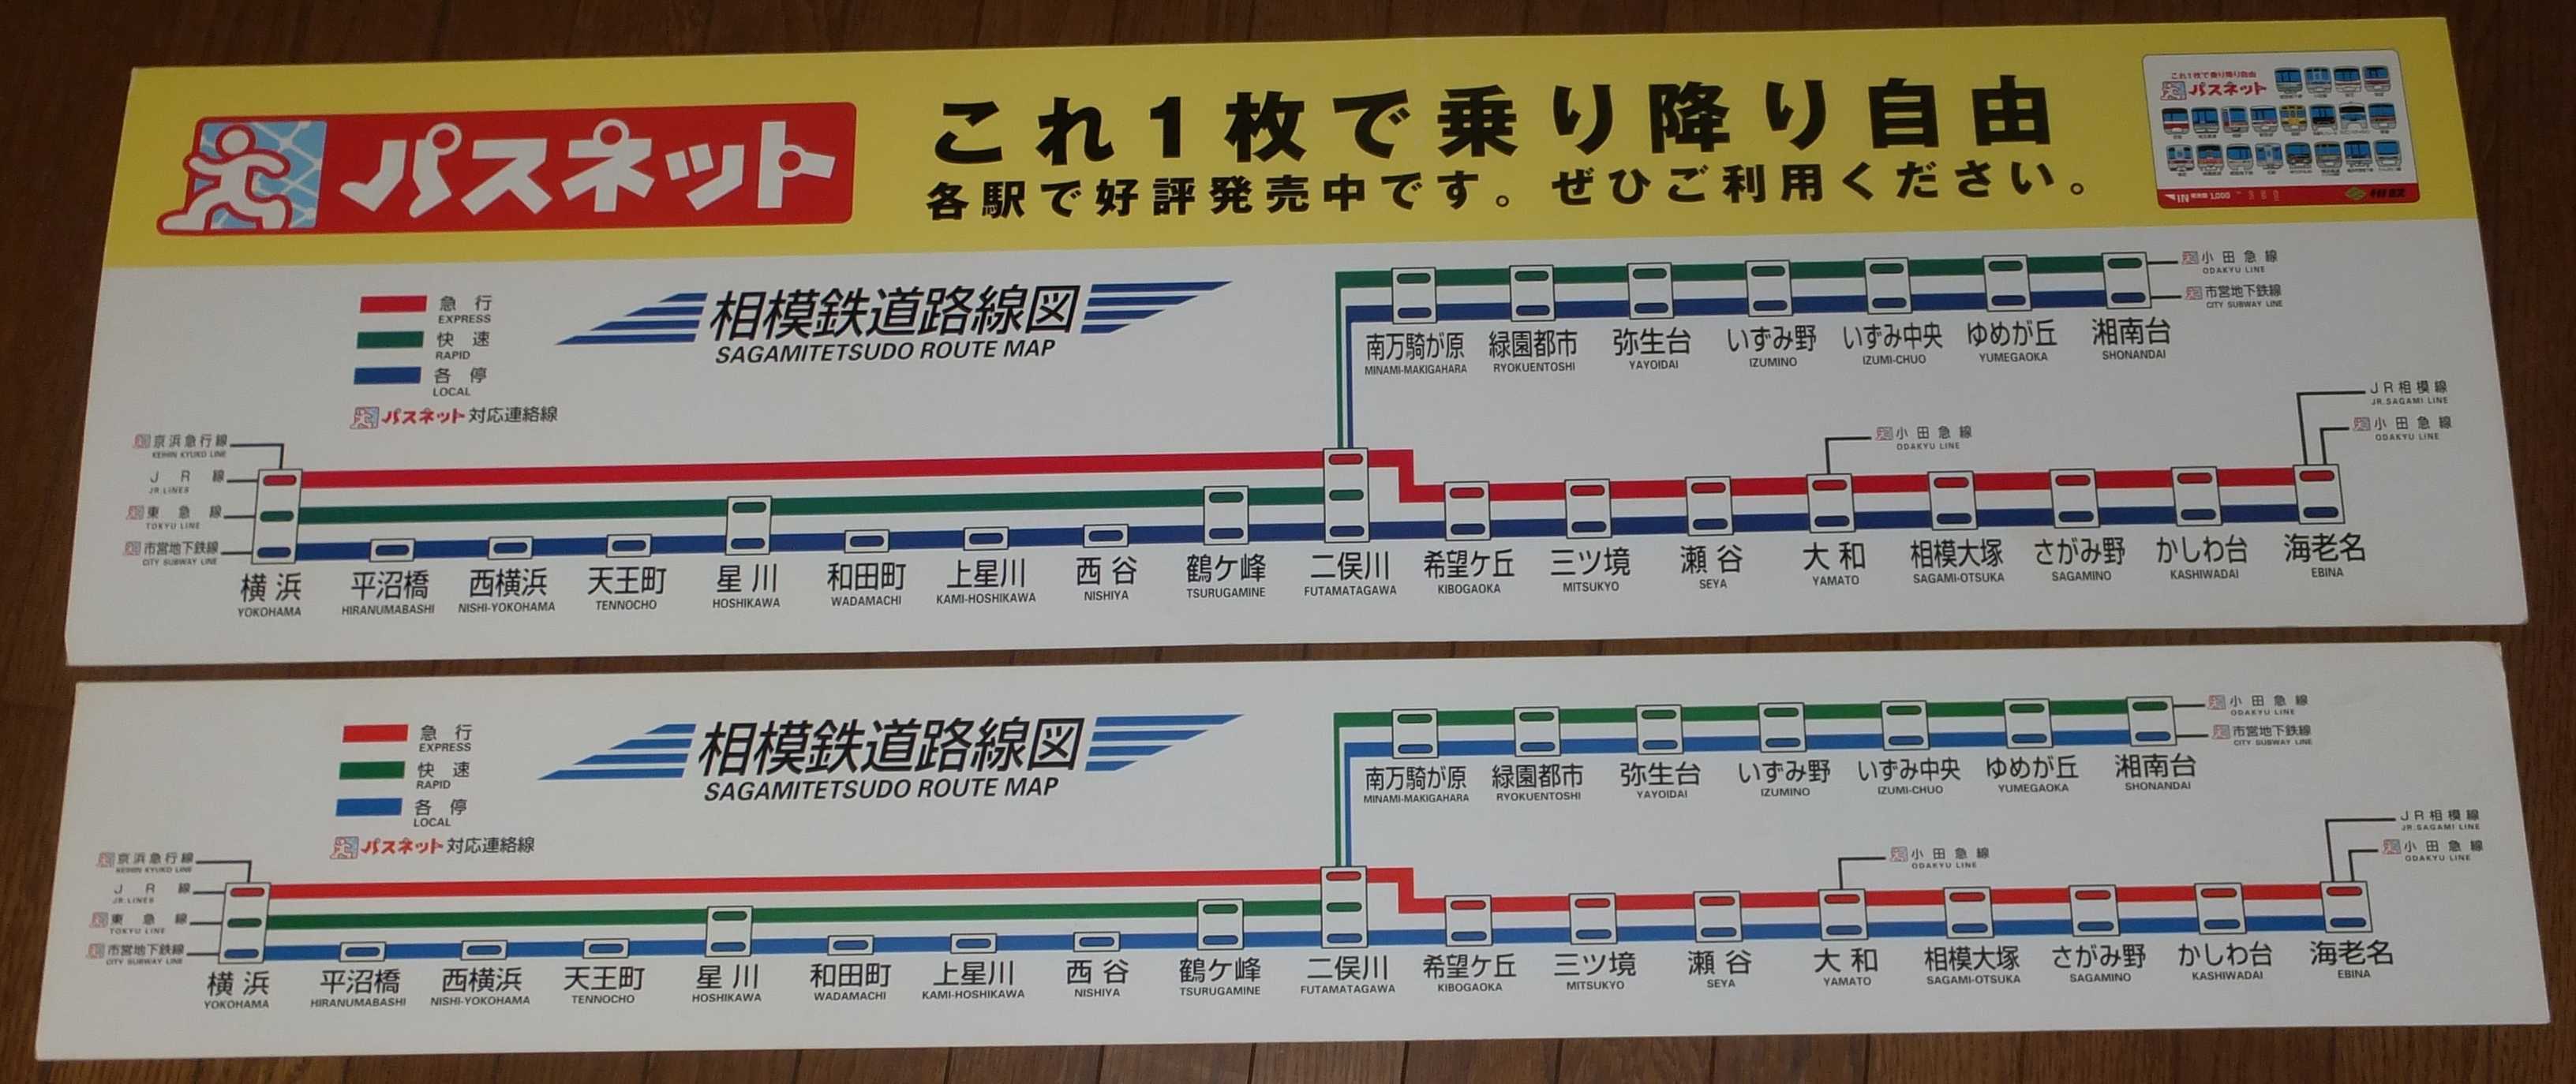 パスネット
これ1枚で乗り降り自由
各駅で好評発売中です。ぜひご利用ください。
これ1枚で乗り降り自由
パスネット
IN
1,000
相鉄
急行
EXPRESS
快速
RAPID
各停
LOCAL
パスネット対応連絡線
相模鉄道路線図
SAGAMITETSUDO ROUTE MAP
小田急線
ODAKYU LINE
市営地下鉄線
CITY SUBWAY LINE
南万騎が原 緑園都市 弥生台 いずみ野 いずみ中央 ゆめが丘 湘南台
MINAMI-MAKIGAHARA RYOKUENTOSHI YAYOIDAI IZUMINO IZUMI-CHUO YUMEGAOKA SHONANDAI
JR相模線
JR.SAGAMI LINE
小田急線
ODAKYU LINE
小田急線
ODAKYU LINE
京浜急行線
KEIHIN KYUKO LINE
JR線
JR.LINES
東急線
TOKYU LINE
市営地下鉄線
CITY SUBWAY LINE
横浜 平沼橋 西横浜 天王町 星川 和田町 上星川 西谷 鶴ケ峰 二俣川 希望ケ丘 三ツ境 瀬谷 大和 相模大塚 さがみ野 かしわ台 海老名
YOKOHAMA HIRANUMABASHI NISHI-YOKOHAMA TENNOCHO HOSHIKAWA WADAMACHI KAMI-HOSHIKAWA NISHIYA TSURUGAMINE FUTAMATAGAWA KIBOGAOKA MITSUKYO SEYA YAMATO SAGAMI-OTSUKA SAGAMINO KASHIWADAI EBINA
急行
EXPRESS
快速
RAPID
各停
LOCAL
パスネット対応連絡線
相模鉄道路線図
SAGAMITETSUDO ROUTE MAP
小田急線
ODAKYU LINE
市営地下鉄線
CITY SUBWAY LINE
南万騎が原 緑園都市 弥生台 いずみ野 いずみ中央 ゆめが丘 湘南台
MINAMI-MAKIGAHARA RYOKUENTOSHI YAYOIDAI IZUMINO IZUMI-CHUO YUMEGAOKA SHONANDAI
JR相模線
JR.SAGAMI LINE
小田急線
ODAKYU LINE
小田急線
ODAKYU LINE
京浜急行線
KEIHIN KYUKO LINE
JR線
JR.LINES
東急線
TOKYU LINE
市営地下鉄線
CITY SUBWAY LINE
横浜 平沼橋 西横浜 天王町 星川 和田町 上星川 西谷 鶴ケ峰 二俣川 希望ケ丘 三ツ境 瀬谷 大和 相模大塚 さがみ野 かしわ台 海老名
YOKOHAMA HIRANUMABASHI NISHI-YOKOHAMA TENNOCHO HOSHIKAWA WADAMACHI KAMI-HOSHIKAWA NISHIYA TSURUGAMINE FUTAMATAGAWA KIBOGAOKA MITSUKYO SEYA YAMATO SAGAMI-OTSUKA SAGAMINO KASHIWADAI EBINA